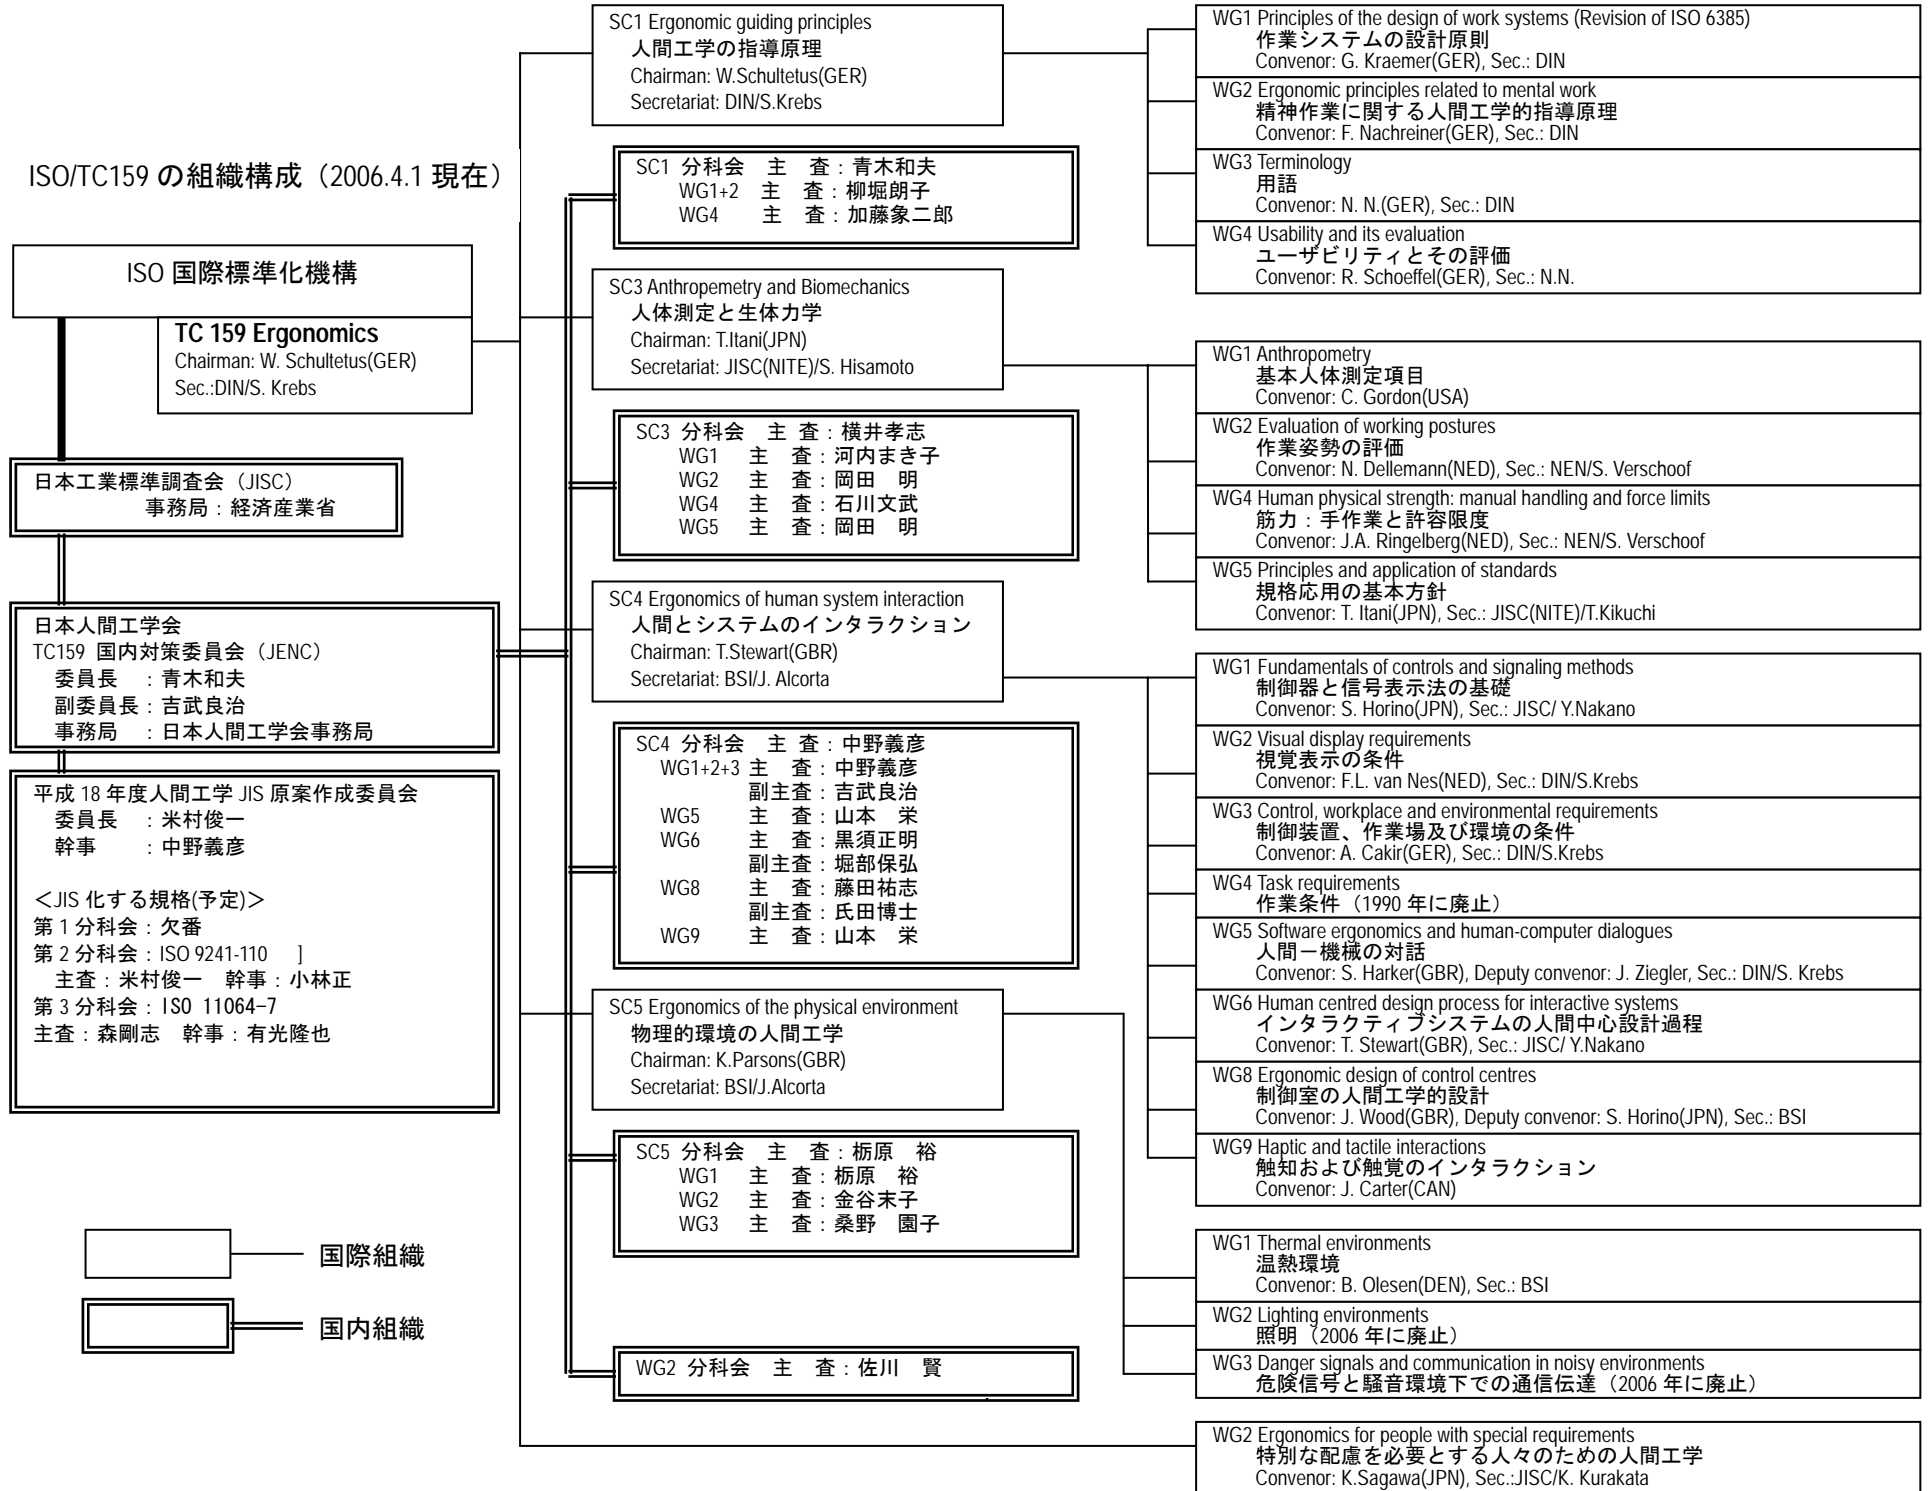 ISO/TC159 の組織構成（2006.4.1 現在）
ISO 国際標準化機構
TC 159 Ergonomics
Chairman: W. Schultetus(GER)
Sec.:DIN/S. Krebs
日本工業標準調査会（JISC）
事務局：経済産業省
日本人間工学会
TC159 国内対策委員会（JENC）
委員長　：青木和夫
副委員長：吉武良治
事務局　：日本人間工学会事務局
平成 18 年度人間工学 JIS 原案作成委員会
委員長　：米村俊一
幹事　　：中野義彦
＜JIS 化する規格(予定)＞
第 1 分科会：欠番
第 2 分科会：ISO 9241-110　]
主査：米村俊一　幹事：小林正
第 3 分科会：ISO 11064-7
主査：森剛志　幹事：有光隆也
国際組織
国内組織
SC1 Ergonomic guiding principles
人間工学の指導原理
Chairman: W.Schultetus(GER)
Secretariat: DIN/S.Krebs
SC1 分科会　主　査：青木和夫
WG1+2　主　査：柳堀朗子
WG4　主　査：加藤象二郎
SC3 Anthropemetry and Biomechanics
人体測定と生体力学
Chairman: T.Itani(JPN)
Secretariat: JISC(NITE)/S. Hisamoto
SC3 分科会　主 査：横井孝志
WG1　主　査：河内まき子
WG2　主　査：岡田　明
WG4　主　査：石川文武
WG5　主　査：岡田　明
SC4 Ergonomics of human system interaction
人間とシステムのインタラクション
Chairman: T.Stewart(GBR)
Secretariat: BSI/J. Alcorta
SC4 分科会　主 査：中野義彦
WG1+2+3 主　査：中野義彦
副主査：吉武良治
WG5　主　査：山本　栄
WG6　主　査：黒須正明
副主査：堀部保弘
WG8　主　査：藤田祐志
副主査：氏田博士
WG9　主　査：山本　栄
SC5 Ergonomics of the physical environment
物理的環境の人間工学
Chairman: K.Parsons(GBR)
Secretariat: BSI/J.Alcorta
SC5 分科会　主　査：栃原　裕
WG1　主　査：栃原　裕
WG2　主　査：金谷末子
WG3　主　査：桑野　園子
WG2 分科会　主　査：佐川　賢
WG1 Principles of the design of work systems (Revision of ISO 6385)
作業システムの設計原則
Convenor: G. Kraemer(GER), Sec.: DIN
WG2 Ergonomic principles related to mental work
精神作業に関する人間工学的指導原理
Convenor: F. Nachreiner(GER), Sec.: DIN
WG3 Terminology
用語
Convenor: N. N.(GER), Sec.: DIN
WG4 Usability and its evaluation
ユーザビリティとその評価
Convenor: R. Schoeffel(GER), Sec.: N.N.
WG1 Anthropometry
基本人体測定項目
Convenor: C. Gordon(USA)
WG2 Evaluation of working postures
作業姿勢の評価
Convenor: N. Dellemann(NED), Sec.: NEN/S. Verschoof
WG4 Human physical strength: manual handling and force limits
筋力：手作業と許容限度
Convenor: J.A. Ringelberg(NED), Sec.: NEN/S. Verschoof
WG5 Principles and application of standards
規格応用の基本方針
Convenor: T. Itani(JPN), Sec.: JISC(NITE)/T.Kikuchi
WG1 Fundamentals of controls and signaling methods
制御器と信号表示法の基礎
Convenor: S. Horino(JPN), Sec.: JISC/ Y.Nakano
WG2 Visual display requirements
視覚表示の条件
Convenor: F.L. van Nes(NED), Sec.: DIN/S.Krebs
WG3 Control, workplace and environmental requirements
制御装置、作業場及び環境の条件
Convenor: A. Cakir(GER), Sec.: DIN/S.Krebs
WG4 Task requirements
作業条件（1990 年に廃止）
WG5 Software ergonomics and human-computer dialogues
人間－機械の対話
Convenor: S. Harker(GBR), Deputy convenor: J. Ziegler, Sec.: DIN/S. Krebs
WG6 Human centred design process for interactive systems
インタラクティブシステムの人間中心設計過程
Convenor: T. Stewart(GBR), Sec.: JISC/ Y.Nakano
WG8 Ergonomic design of control centres
制御室の人間工学的設計
Convenor: J. Wood(GBR), Deputy convenor: S. Horino(JPN), Sec.: BSI
WG9 Haptic and tactile interactions
触知および触覚のインタラクション
Convenor: J. Carter(CAN)
WG1 Thermal environments
温熱環境
Convenor: B. Olesen(DEN), Sec.: BSI
WG2 Lighting environments
照明（2006 年に廃止）
WG3 Danger signals and communication in noisy environments
危険信号と騒音環境下での通信伝達（2006 年に廃止）
WG2 Ergonomics for people with special requirements
特別な配慮を必要とする人々のための人間工学
Convenor: K.Sagawa(JPN), Sec.:JISC/K. Kurakata